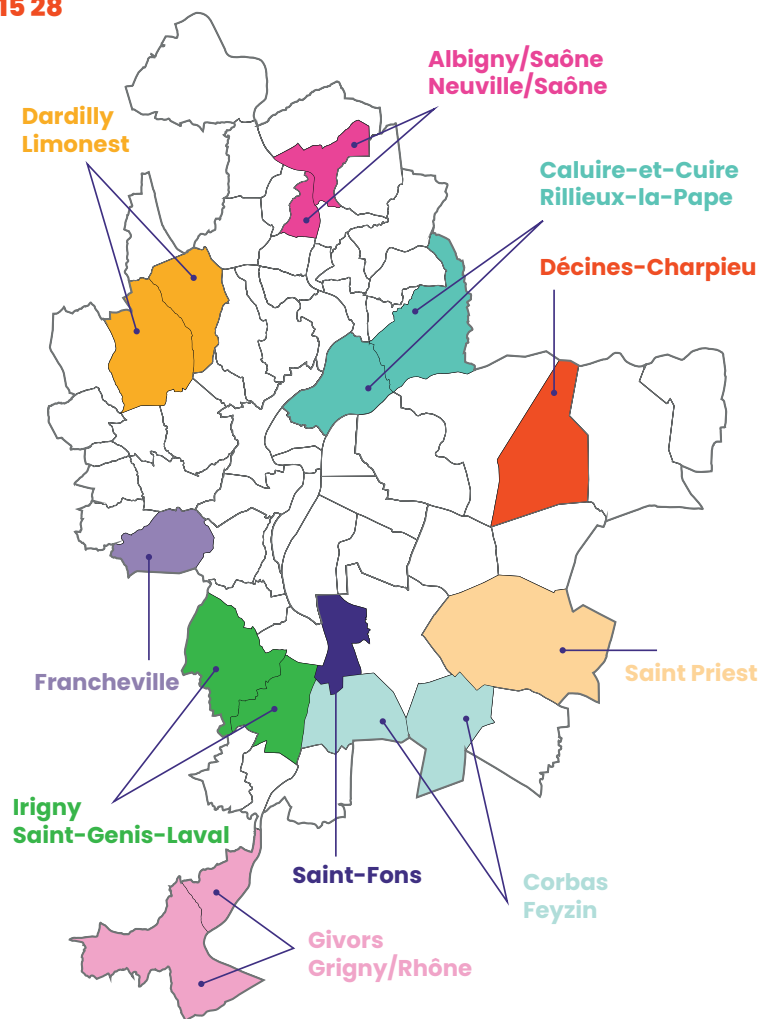 15 28
Albigny/Saône
Neuville/Saône
Dardilly
Limonest
Caluire-et-Cuire
Rillieux-la-Pape
Décines-Charpieu
Francheville
Saint Priest
Irigny
Saint-Genis-Laval
Saint-Fons
Corbas
Feyzin
Givors
Grigny/Rhône